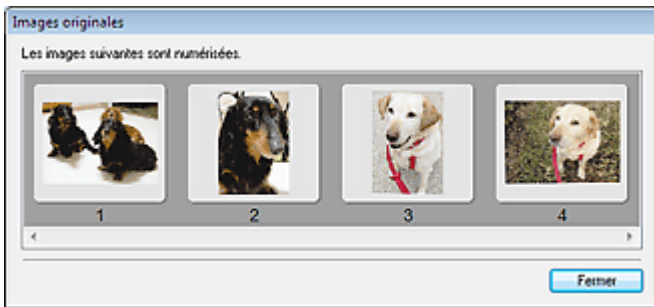 Images originales
Les images suivantes sont numérisées.
1 2 3 4
Fermer